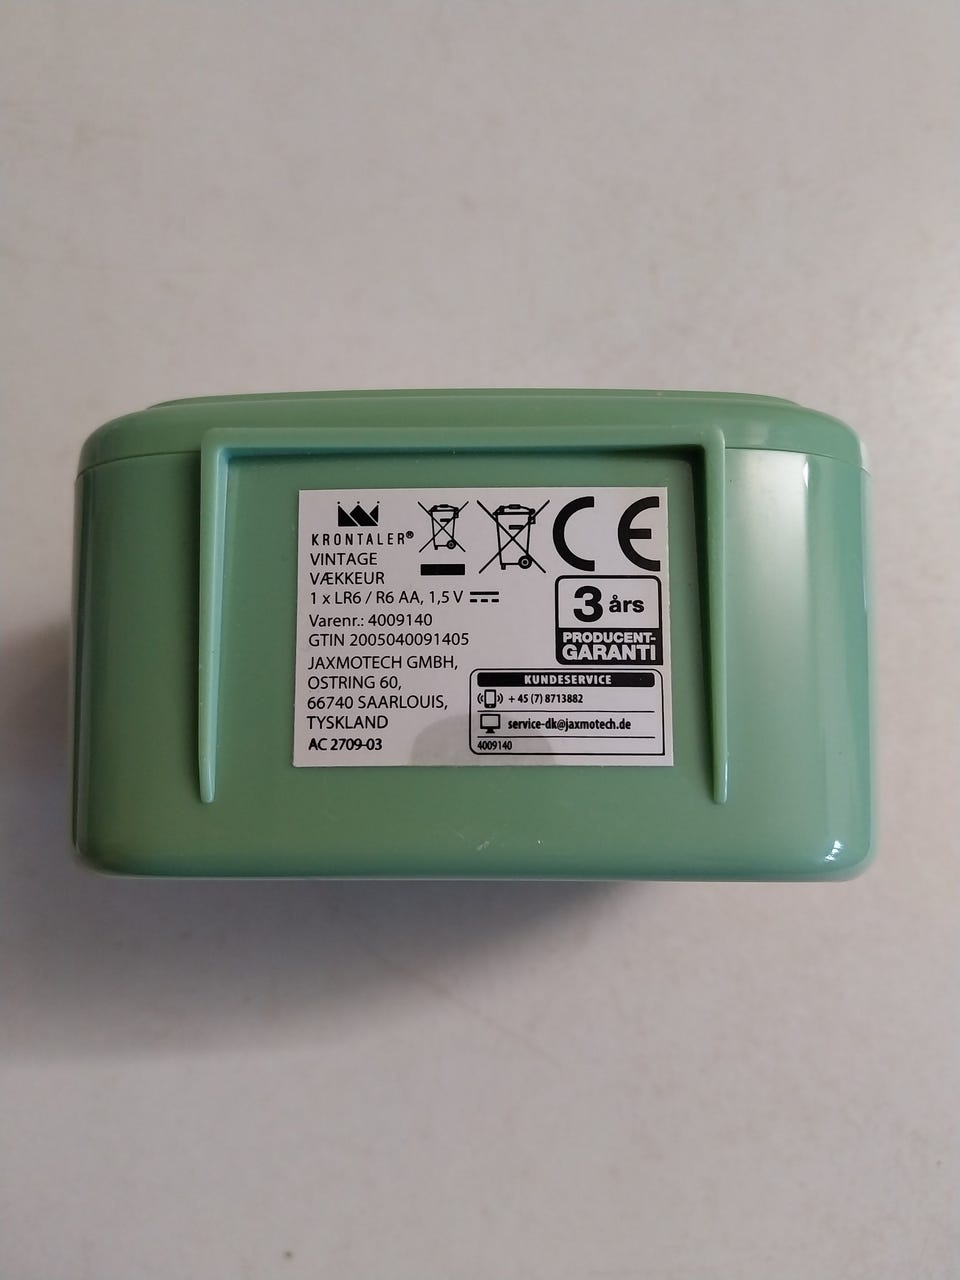 KRONTALER®
VINTAGE
VÆKKEUR
1 x LR6 / R6 AA, 1,5 V
Varenr.: 4009140
GTIN 2005040091405
JAXMOTECH GMBH,
OSTRING 60,
66740 SAARLOUIS,
TYSKLAND
AC 2709-03
CE
3 års
PRODUCENT-
GARANTI
KUNDESERVICE
+ 45 (7) 8713882
service-dk@jaxmotech.de
4009140